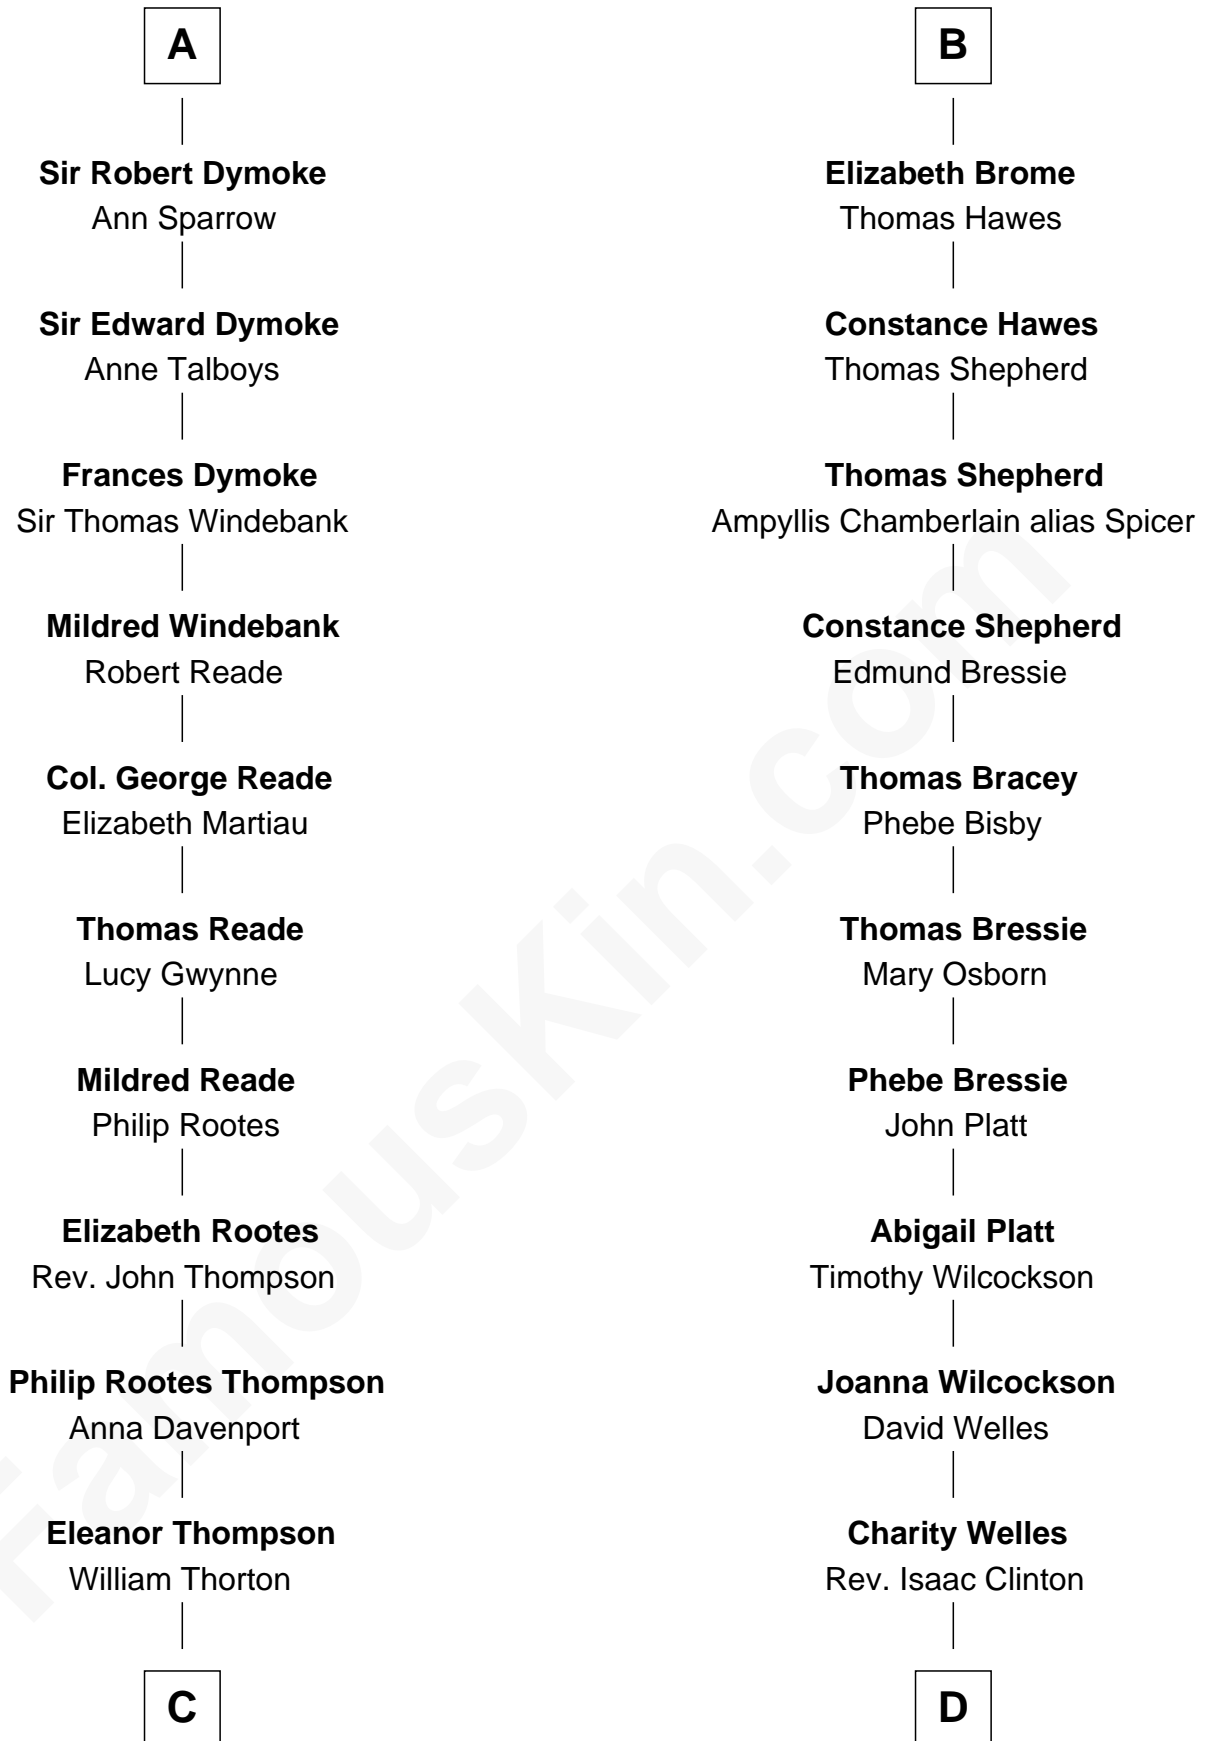 A
Sir Robert Dymoke
Ann Sparrow
Sir Edward Dymoke
Anne Talboys
Frances Dymoke
Sir Thomas Windebank
Mildred Windebank
Robert Reade
Col. George Reade
Elizabeth Martiau
Thomas Reade
Lucy Gwynne
Mildred Reade
Philip Rootes
Elizabeth Rootes
Rev. John Thompson
Philip Rootes Thompson
Anna Davenport
Eleanor Thompson
William Thorton
C
B
Elizabeth Brome
Thomas Hawes
Constance Hawes
Thomas Shepherd
Thomas Shepherd
Ampyllis Chamberlain alias Spicer
Constance Shepherd
Edmund Bressie
Thomas Bracey
Phebe Bisby
Thomas Bressie
Mary Osborn
Phebe Bressie
John Platt
Abigail Platt
Timothy Wilcockson
Joanna Wilcockson
David Welles
Charity Welles
Rev. Isaac Clinton
D
FamousKin.com